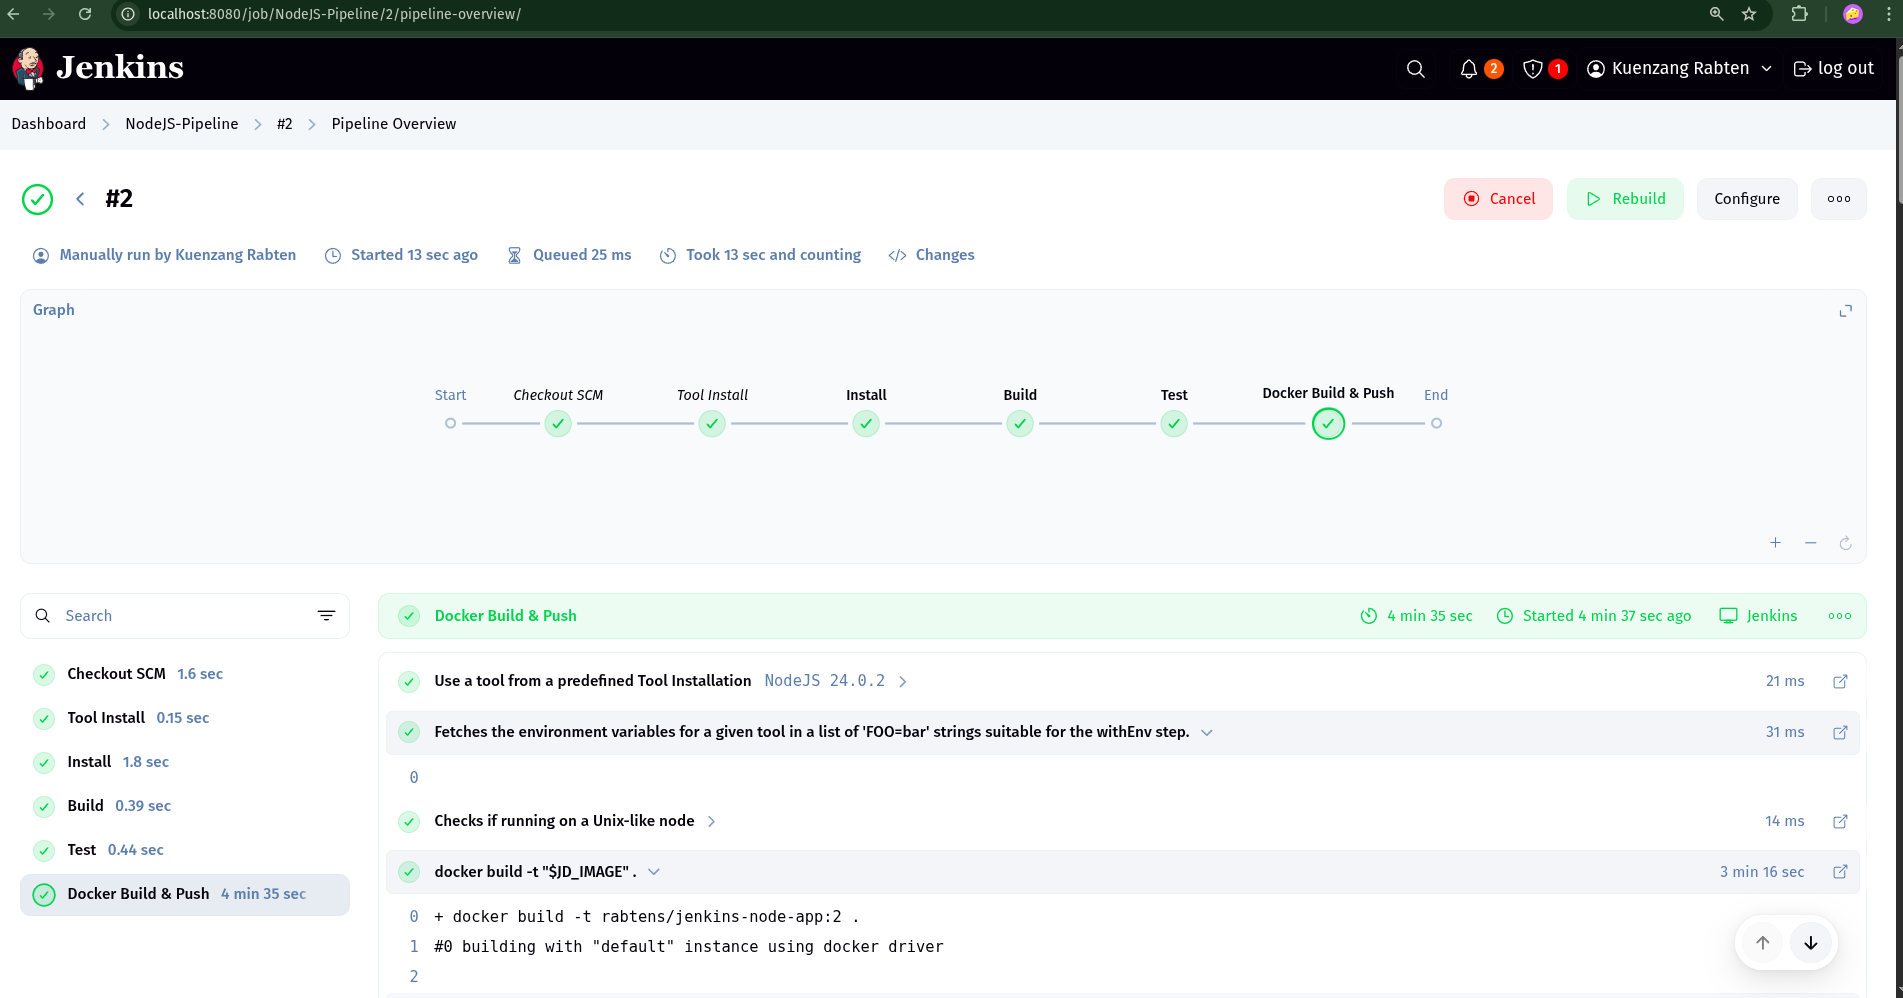 localhost:8080/job/NodeJS-Pipeline/2/pipeline-overview/
Jenkins
2
1
Kuenzang Rabten
log out
Dashboard
NodeJS-Pipeline
#2
Pipeline Overview
#2
Cancel
Rebuild
Configure
Manually run by Kuenzang Rabten
Started 13 sec ago
Queued 25 ms
Took 13 sec and counting
Changes
Graph
Start
Checkout SCM
Tool Install
Install
Build
Test
Docker Build & Push
End
Search
Checkout SCM 1.6 sec
Tool Install 0.15 sec
Install 1.8 sec
Build 0.39 sec
Test 0.44 sec
Docker Build & Push 4 min 35 sec
Docker Build & Push
4 min 35 sec
Started 4 min 37 sec ago
Jenkins
Use a tool from a predefined Tool Installation NodeJS 24.0.2
21 ms
Fetches the environment variables for a given tool in a list of 'FOO=bar' strings suitable for the withEnv step.
31 ms
0
Checks if running on a Unix-like node
14 ms
docker build -t "$JD_IMAGE" .
3 min 16 sec
0 + docker build -t rabtens/jenkins-node-app:2 .
1 #0 building with "default" instance using docker driver
2